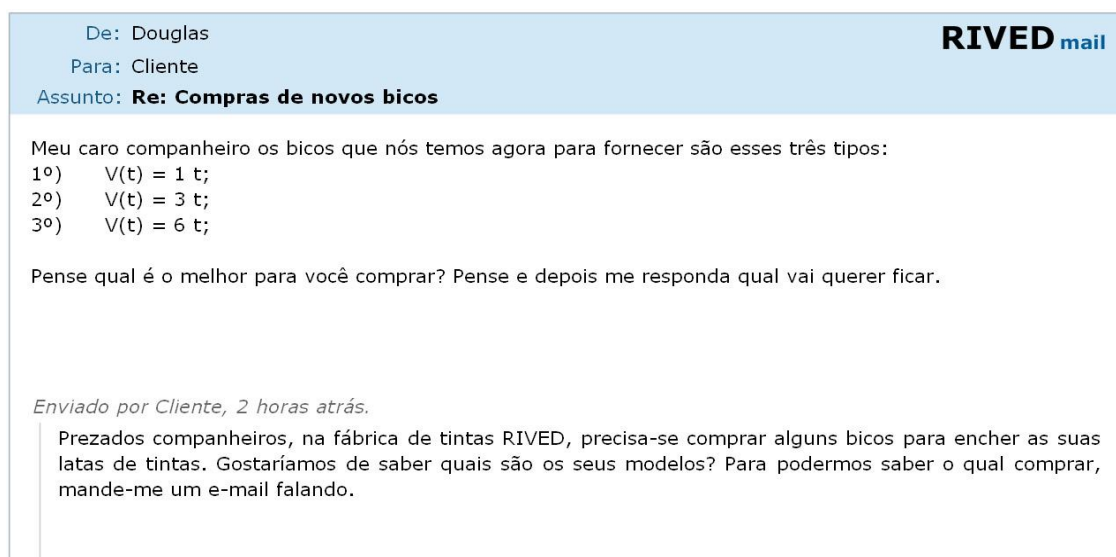 De: Douglas
RIVED mail
Para: Cliente
Assunto: Re: Compras de novos bicos
Meu caro companheiro os bicos que nós temos agora para fornecer são esses três tipos:
1º) V(t) = 1 t;
2º) V(t) = 3 t;
3º) V(t) = 6 t;
Pense qual é o melhor para você comprar? Pense e depois me responda qual vai querer ficar.
Enviado por Cliente, 2 horas atrás.
Prezados companheiros, na fábrica de tintas RIVED, precisa-se comprar alguns bicos para encher as suas
latas de tintas. Gostaríamos de saber quais são os seus modelos? Para podermos saber o qual comprar,
mande-me um e-mail falando.